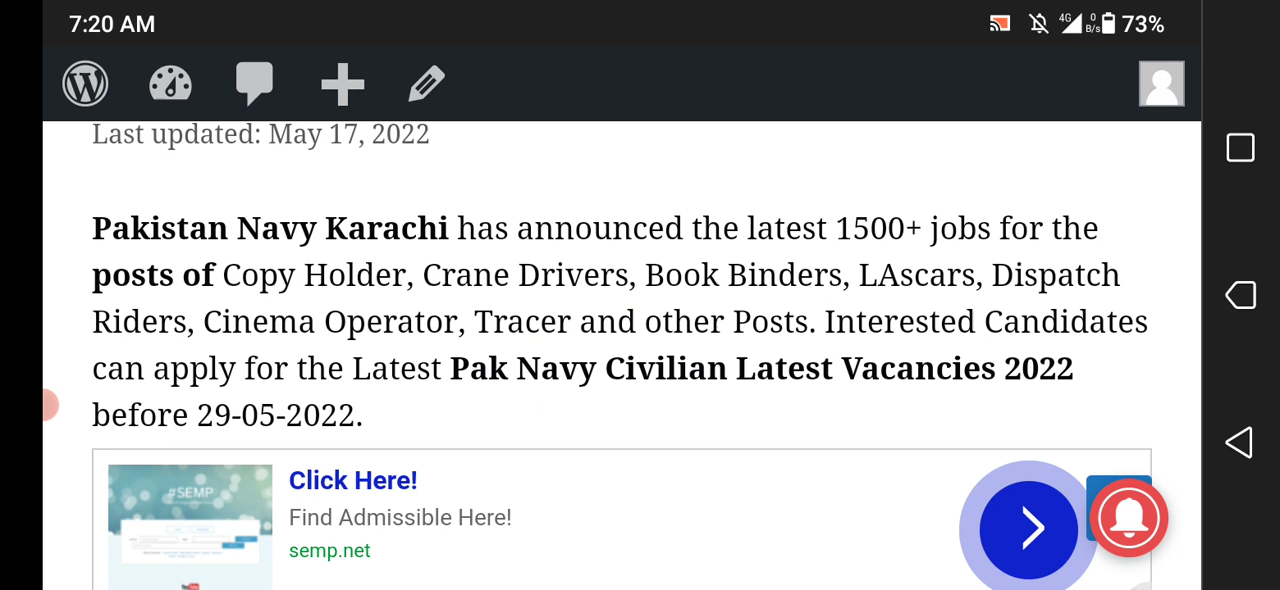 7:20 AM
4G 0 B/s 73%
Last updated: May 17, 2022
Pakistan Navy Karachi has announced the latest 1500+ jobs for the
posts of Copy Holder, Crane Drivers, Book Binders, LAscars, Dispatch
Riders, Cinema Operator, Tracer and other Posts. Interested Candidates
can apply for the Latest Pak Navy Civilian Latest Vacancies 2022
before 29-05-2022.
#SEMP
Click Here!
Find Admissible Here!
semp.net